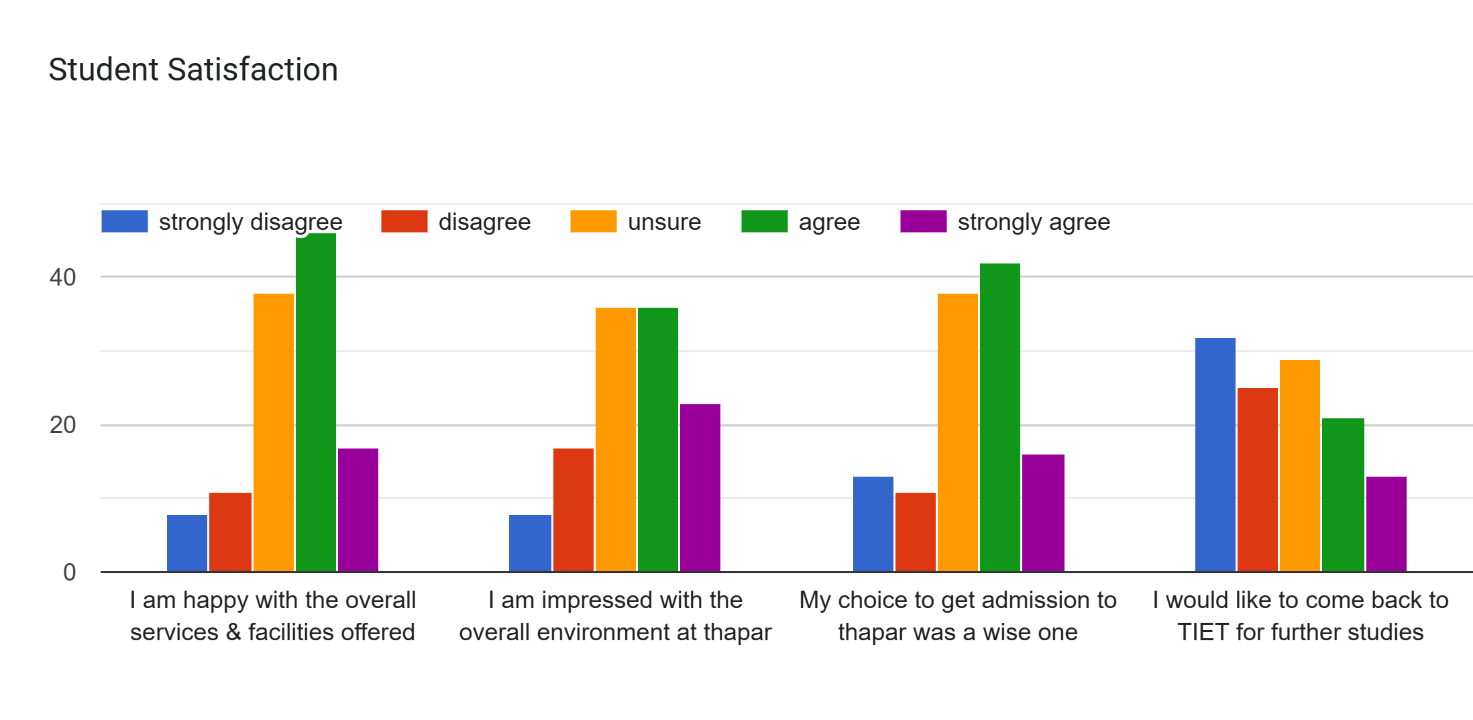 Student Satisfaction
strongly disagree disagree unsure agree strongly agree
40
20
0
I am happy with the overall
services & facilities offered
I am impressed with the
overall environment at thapar
My choice to get admission to
thapar was a wise one
I would like to come back to
TIET for further studies